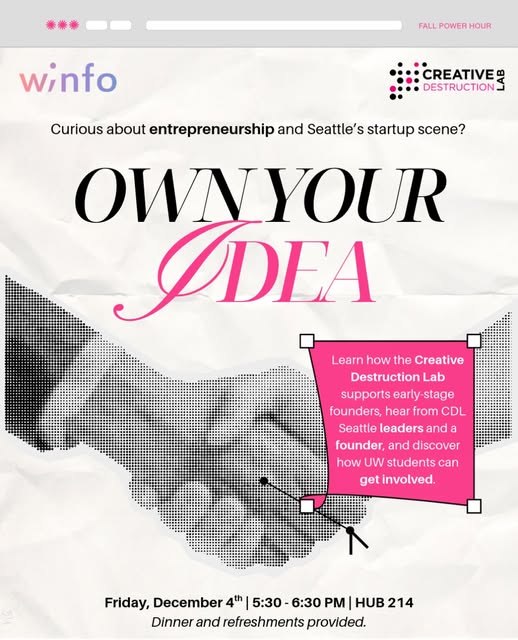 FALL POWER HOUR
winfo
CREATIVE
DESTRUCTION
LAB
Curious about entrepreneurship and Seattle's startup scene?
OWN YOUR
IDEA
Learn how the Creative
Destruction Lab
supports early-stage
founders, hear from CDL
Seattle leaders and a
founder, and discover
how UW students can
get involved.
Friday, December 4th | 5:30 - 6:30 PM | HUB 214
Dinner and refreshments provided.